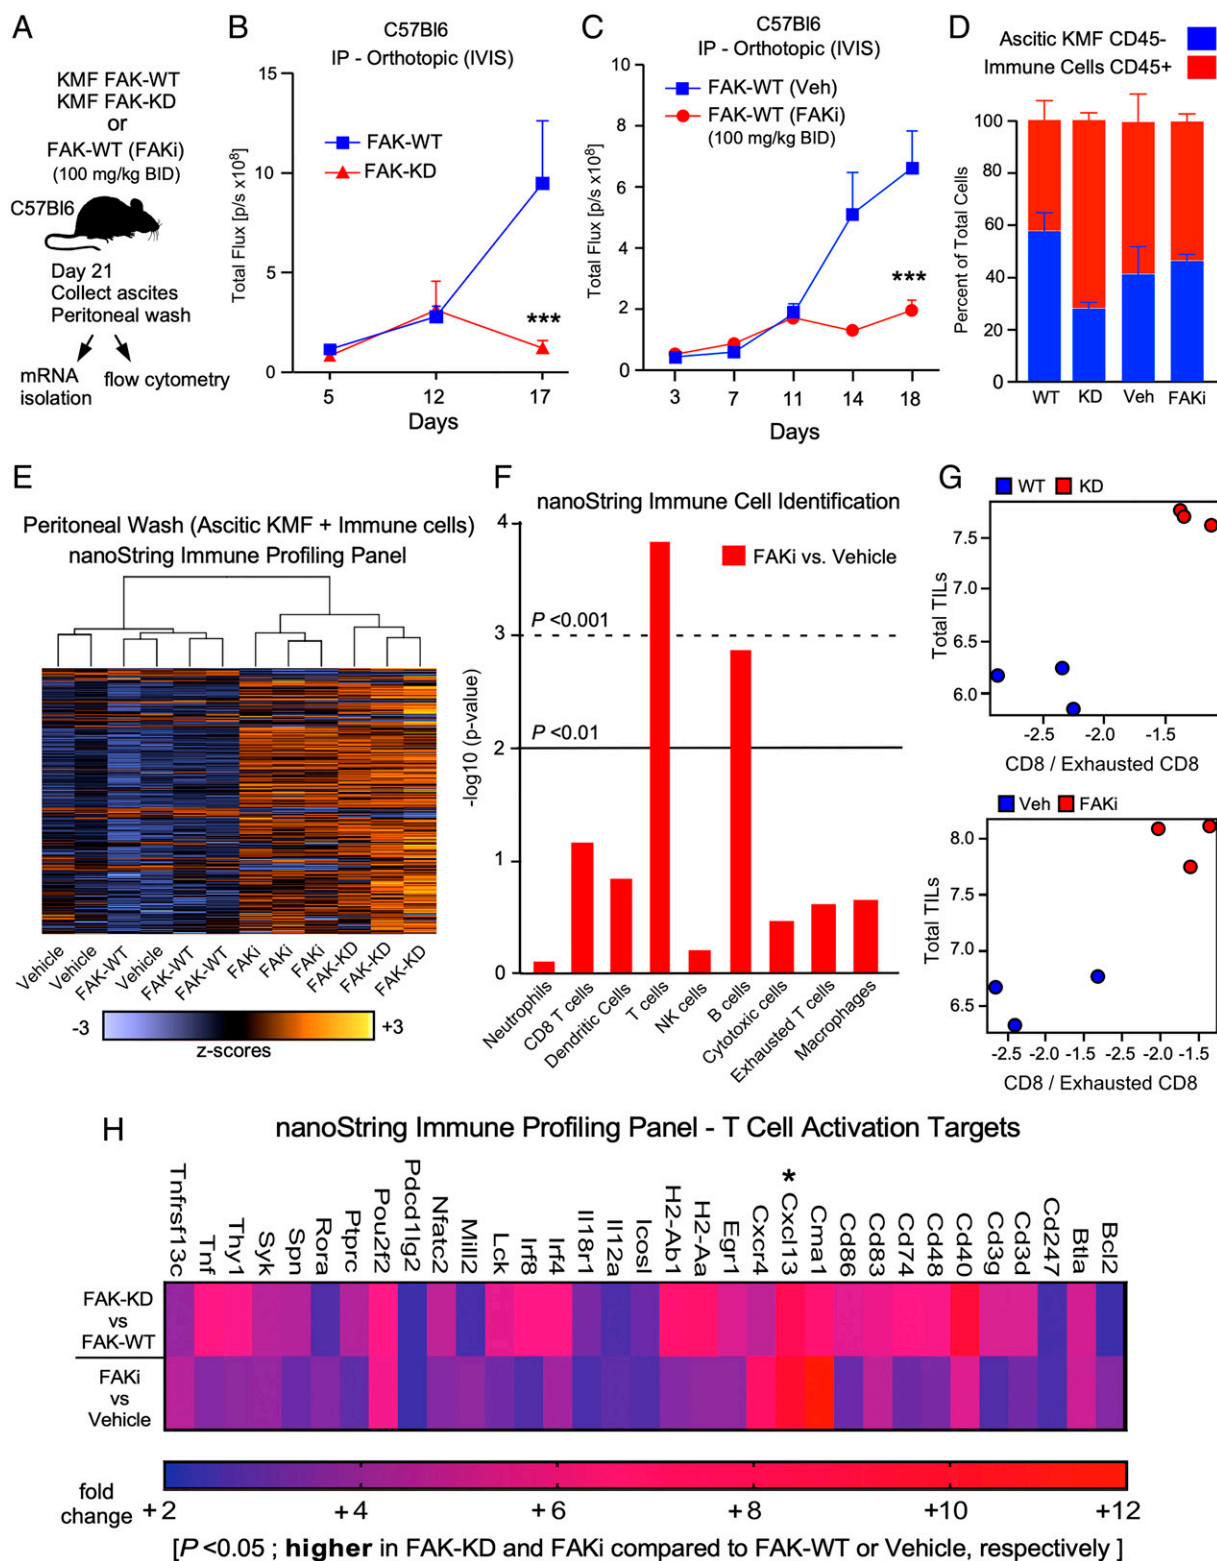 A
KMF FAK-WT
KMF FAK-KD
or
FAK-WT (FAKi)
(100 mg/kg BID)
C57Bl6
Day 21
Collect ascites
Peritoneal wash
mRNA isolation
flow cytometry
B
C57Bl6
IP - Orthotopic (IVIS)
Total Flux [p/s x10⁸]
15
10
5
0
FAK-WT
FAK-KD
***
5 12 17
Days
C
C57Bl6
IP - Orthotopic (IVIS)
Total Flux [p/s x10⁸]
10
8
6
4
2
0
FAK-WT (Veh)
FAK-WT (FAKi)
(100 mg/kg BID)
***
3 7 11 14 18
Days
D
Ascitic KMF CD45-
Immune Cells CD45+
Percent of Total Cells
100
80
60
40
20
0
WT KD Veh FAKi
E
Peritoneal Wash (Ascitic KMF + Immune cells)
nanoString Immune Profiling Panel
Vehicle
Vehicle
FAK-WT
Vehicle
FAK-WT
FAK-WT
FAKi
FAKi
FAKi
FAK-KD
FAK-KD
FAK-KD
-3 +3
z-scores
F
nanoString Immune Cell Identification
-log10 (p-value)
4
3
2
1
0
FAKi vs. Vehicle
P <0.001
P <0.01
Neutrophils
CD8 T cells
Dendritic Cells
T cells
NK cells
B cells
Cytotoxic cells
Exhausted T cells
Macrophages
G
WT KD
Total TILs
7.5
7.0
6.5
6.0
-2.5 -2.0 -1.5
CD8 / Exhausted CD8
Veh FAKi
Total TILs
8.0
7.5
7.0
6.5
-2.5 -2.0 -1.5 -2.0 -1.5
CD8 / Exhausted CD8
H
nanoString Immune Profiling Panel - T Cell Activation Targets
*
Tnfrsf13c
Tnf
Thy1
Syk
Spn
Rora
Ptprc
Pou2f2
Pdcd1lg2
Nfatc2
Mill2
Lck
Irf8
Irf4
Il18r1
Il12a
Icosl
H2-Ab1
H2-Aa
Egr1
Cxcr4
Cxcl13
Cma1
Cd86
Cd83
Cd74
Cd48
Cd40
Cd3g
Cd3d
Cd247
Btla
Bcl2
FAK-KD
vs
FAK-WT
FAKi
vs
Vehicle
fold
change
+2 +4 +6 +8 +10 +12
[P <0.05 ; higher in FAK-KD and FAKi compared to FAK-WT or Vehicle, respectively ]